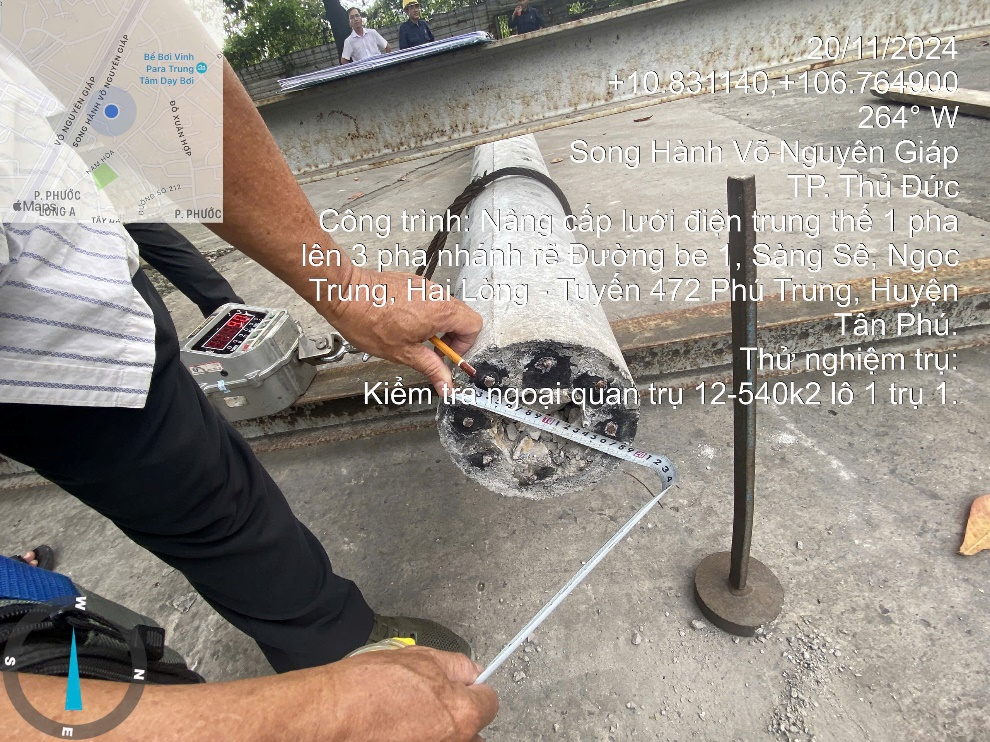 Bể Bơi Vinh
Para Trung
Tâm Dạy Bơi
VÕ NGUYÊN GIÁP
SONG HÀNH VÕ NGUYÊN GIÁP
ĐỖ XUÂN HỢP
NAM HÒA
ĐƯỜNG SỐ 212
P. PHƯỚC
LONG A
Maps
P. PHƯỚC
20/11/2024
+10.831140,+106.764900
264° W
Song Hành Võ Nguyên Giáp
TP. Thủ Đức
Công trình: Nâng cấp lưới điện trung thế 1 pha
lên 3 pha nhánh rẽ Đường be 1, Sàng Sê, Ngọc
Trung, Hai Lòng - Tuyến 472 Phú Trung, Huyện
Tân Phú.
Thử nghiệm trụ:
Kiểm tra ngoại quan trụ 12-540k2 lô 1 trụ 1.
W
S
N
E